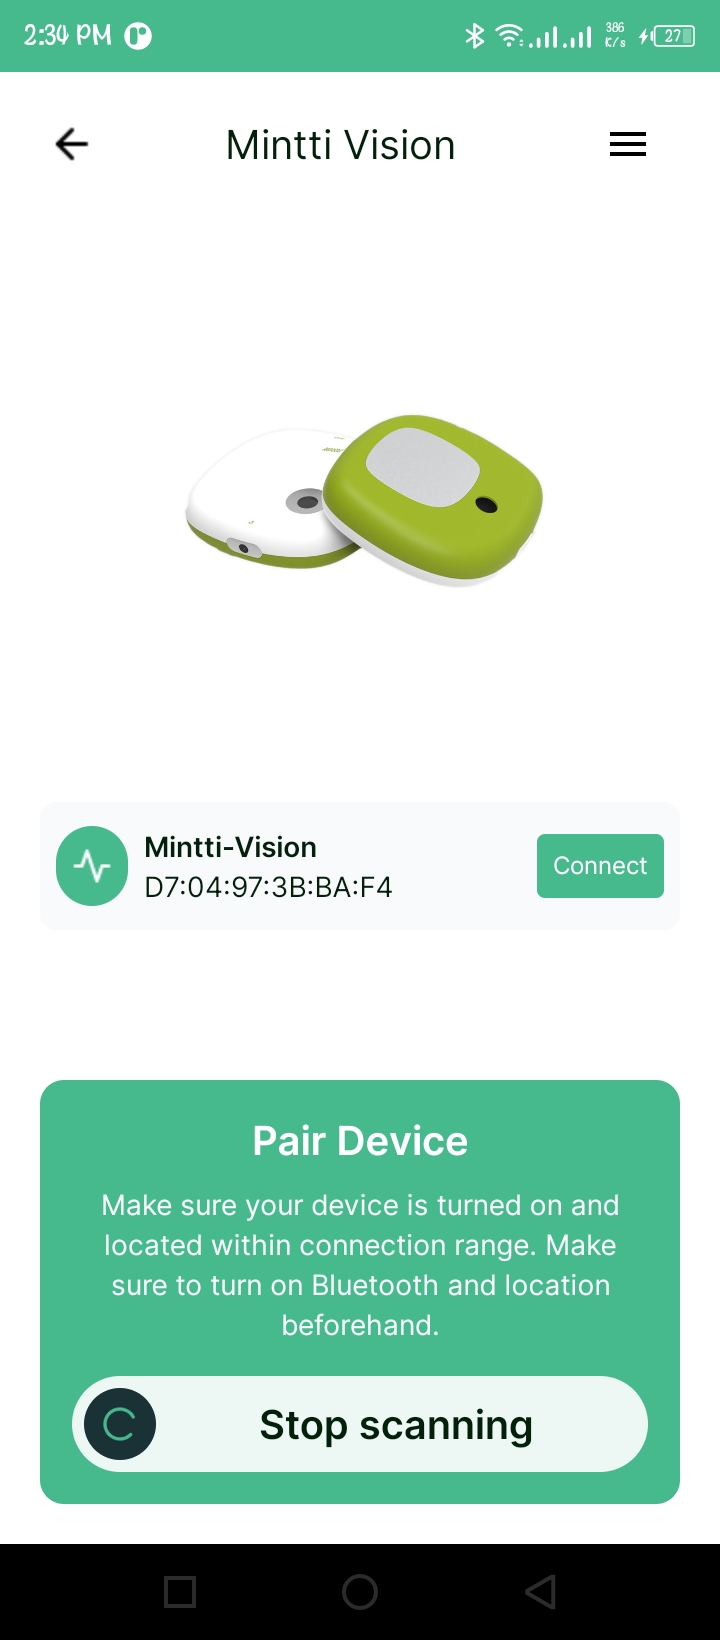 2:34 PM 386 K/s 27
Mintti Vision
Mintti-Vision
D7:04:97:3B:BA:F4
Connect
Pair Device
Make sure your device is turned on and
located within connection range. Make
sure to turn on Bluetooth and location
beforehand.
Stop scanning